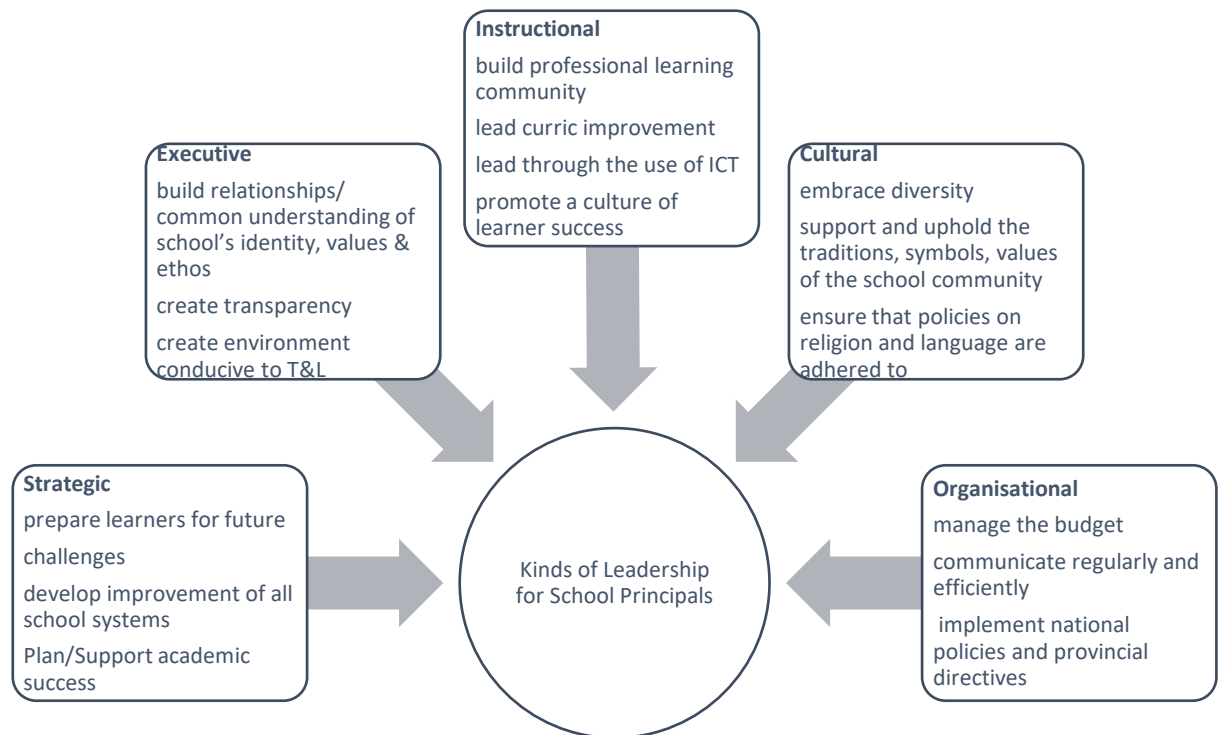 Instructional
build professional learning
community
lead curric improvement
lead through the use of ICT
promote a culture of
learner success
Executive
build relationships/
common understanding of
school's identity, values &
ethos
create transparency
create environment
conducive to T&L
Cultural
embrace diversity
support and uphold the
traditions, symbols, values
of the school community
ensure that policies on
religion and language are
adhered to
Strategic
prepare learners for future
challenges
develop improvement of all
school systems
Plan/Support academic
success
Kinds of Leadership
for School Principals
Organisational
manage the budget
communicate regularly and
efficiently
implement national
policies and provincial
directives